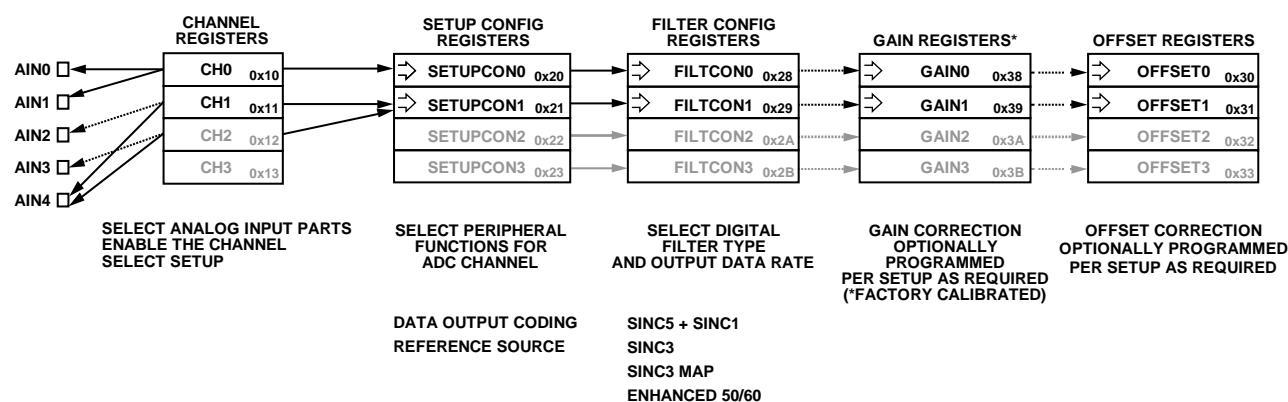 CHANNEL
REGISTERS
SETUP CONFIG
REGISTERS
FILTER CONFIG
REGISTERS
GAIN REGISTERS*
OFFSET REGISTERS
AIN0
AIN1
AIN2
AIN3
AIN4
CH0 0x10
CH1 0x11
CH2 0x12
CH3 0x13
SETUPCON0 0x20
SETUPCON1 0x21
SETUPCON2 0x22
SETUPCON3 0x23
FILTCON0 0x28
FILTCON1 0x29
FILTCON2 0x2A
FILTCON3 0x2B
GAIN0 0x38
GAIN1 0x39
GAIN2 0x3A
GAIN3 0x3B
OFFSET0 0x30
OFFSET1 0x31
OFFSET2 0x32
OFFSET3 0x33
SELECT ANALOG INPUT PARTS
ENABLE THE CHANNEL
SELECT SETUP
SELECT PERIPHERAL
FUNCTIONS FOR
ADC CHANNEL
SELECT DIGITAL
FILTER TYPE
AND OUTPUT DATA RATE
GAIN CORRECTION
OPTIONALLY
PROGRAMMED
PER SETUP AS REQUIRED
(*FACTORY CALIBRATED)
OFFSET CORRECTION
OPTIONALLY PROGRAMMED
PER SETUP AS REQUIRED
DATA OUTPUT CODING
REFERENCE SOURCE
SINC5 + SINC1
SINC3
SINC3 MAP
ENHANCED 50/60